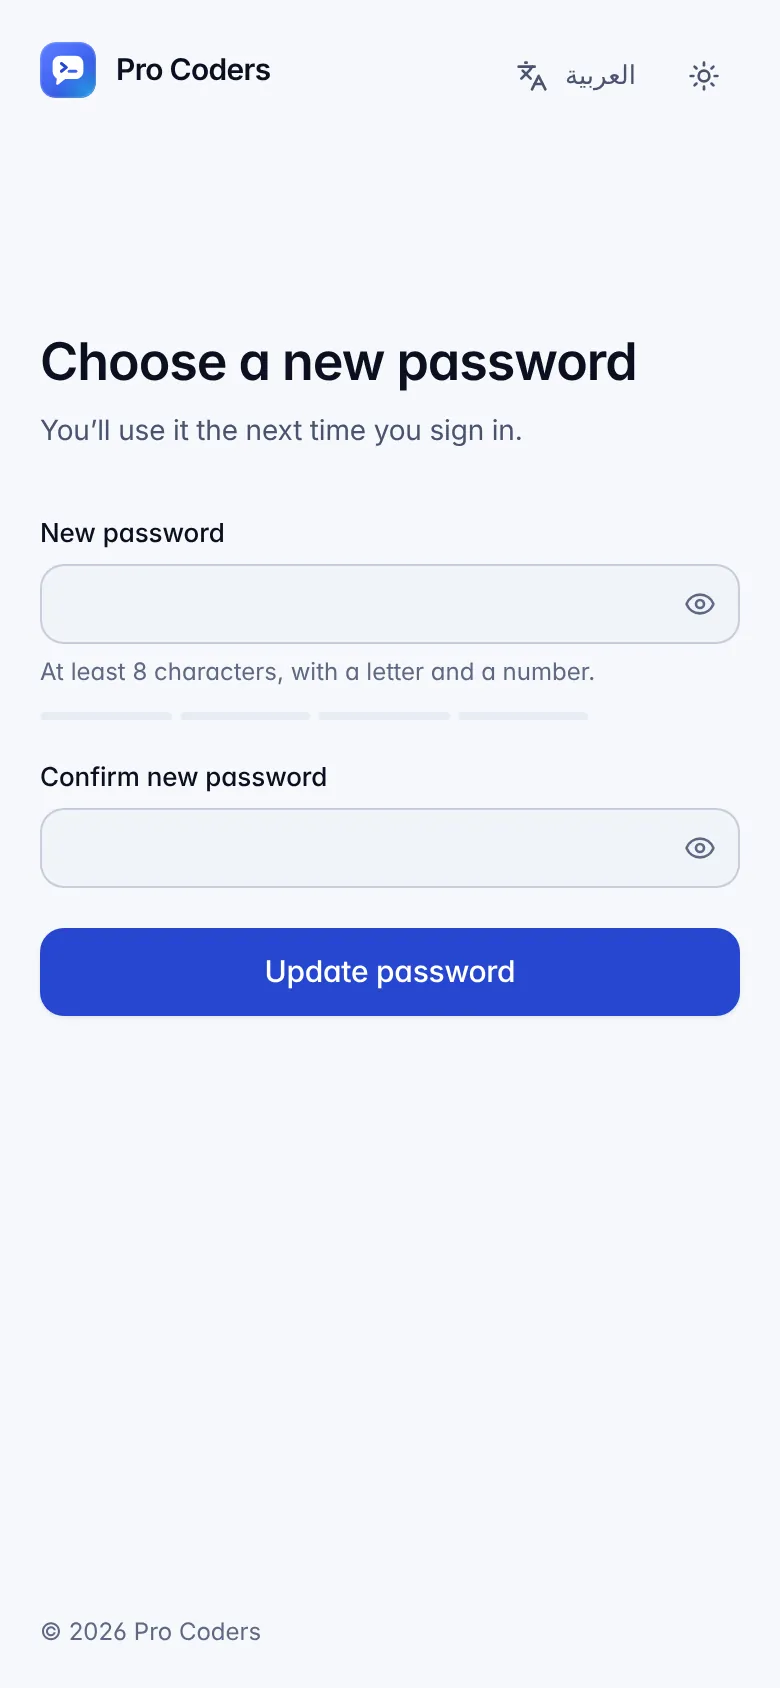 Pro Coders
العربية
Choose a new password
You’ll use it the next time you sign in.
New password
At least 8 characters, with a letter and a number.
Confirm new password
Update password
© 2026 Pro Coders